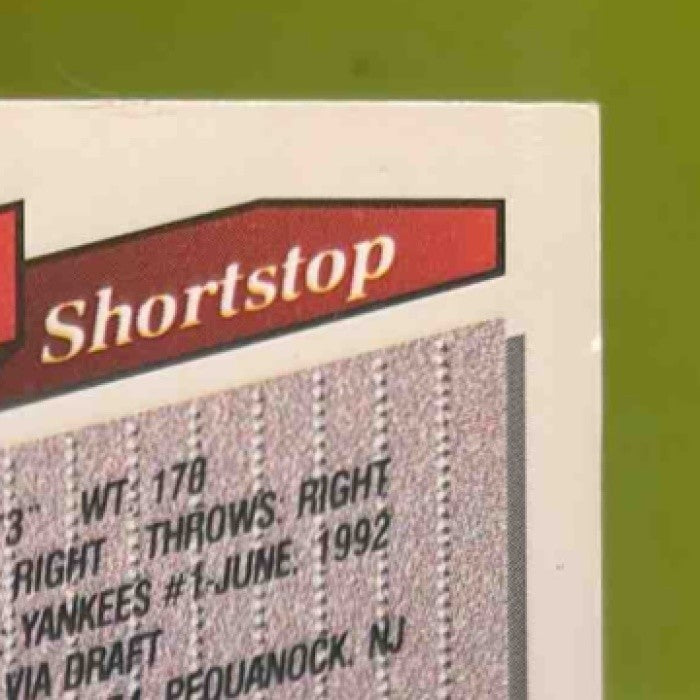 Shortstop
3" WT: 178
RIGHT THROWS: RIGHT
YANKEES #1-JUNE, 1992
VIA DRAFT
PEQUANOCK, NJ